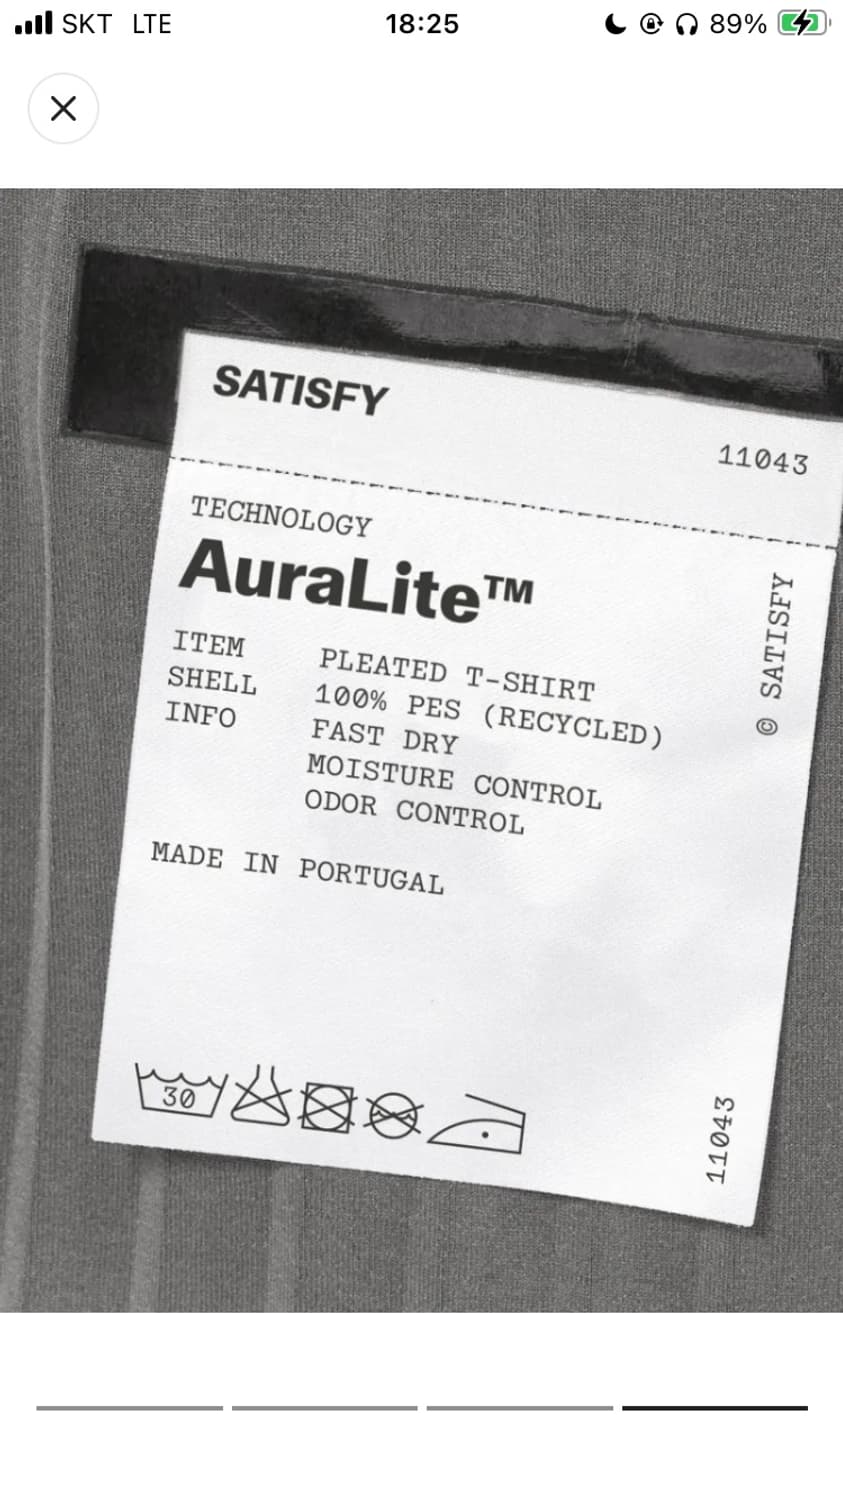 SKT LTE 18:25 89%
SATISFY
11043
TECHNOLOGY
AuraLite™
ITEM PLEATED T-SHIRT
SHELL 100% PES (RECYCLED)
INFO FAST DRY
MOISTURE CONTROL
ODOR CONTROL
MADE IN PORTUGAL
© SATISFY
30
11043